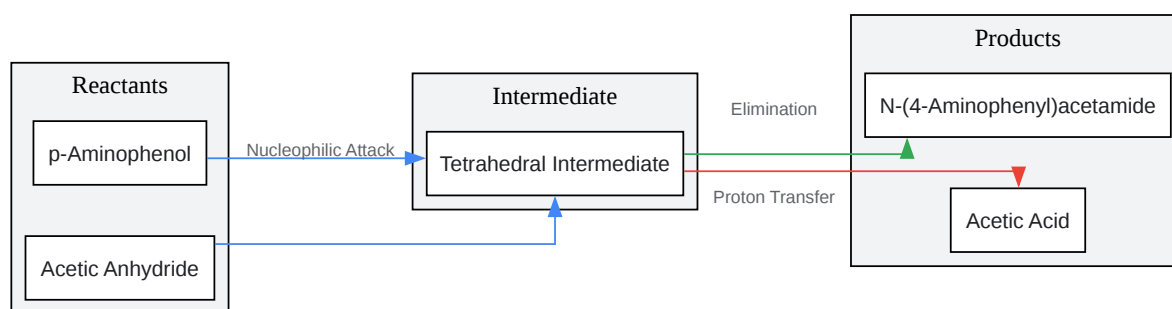 Reactants
p-Aminophenol
Acetic Anhydride
Nucleophilic Attack
Intermediate
Tetrahedral Intermediate
Elimination
Proton Transfer
Products
N-(4-Aminophenyl)acetamide
Acetic Acid